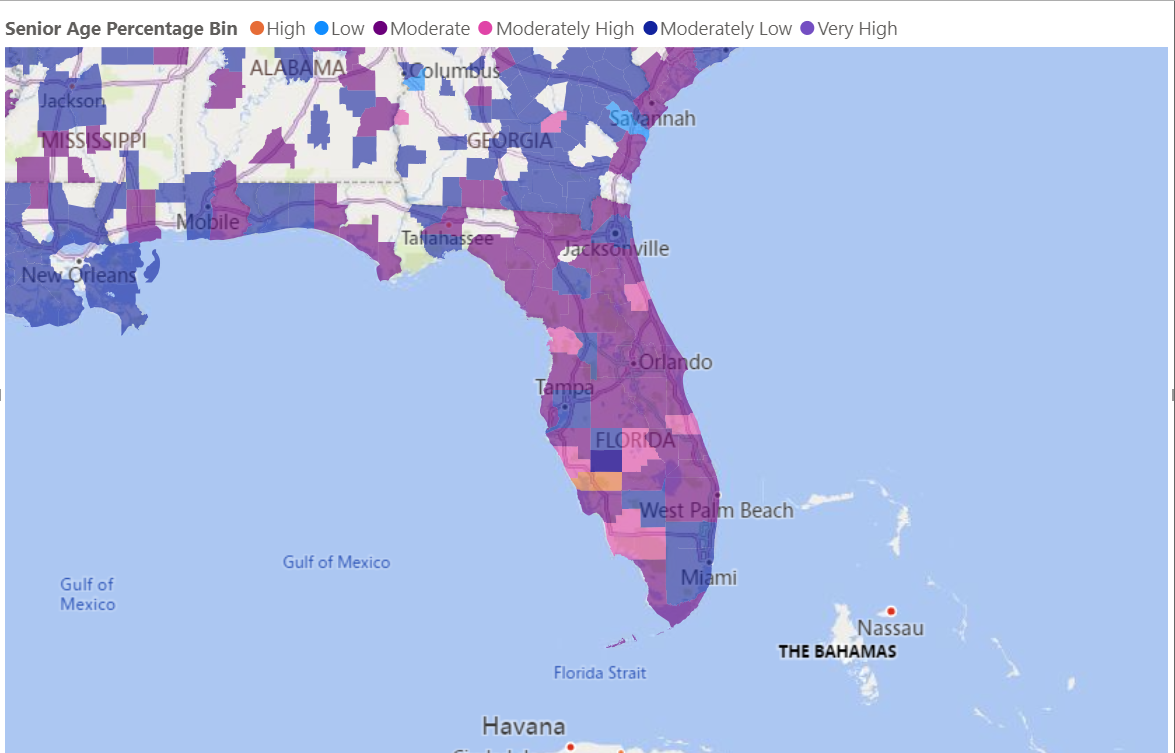 Senior Age Percentage Bin High Low Moderate Moderately High Moderately Low Very High
ALABAMA
Columbus
Jackson
Savannah
MISSISSIPPI
GEORGIA
Mobile
Tallahassee
Jacksonville
New Orleans
Orlando
Tampa
FLORIDA
West Palm Beach
Gulf of Mexico
Miami
Gulf of
Mexico
Nassau
THE BAHAMAS
Florida Strait
Havana